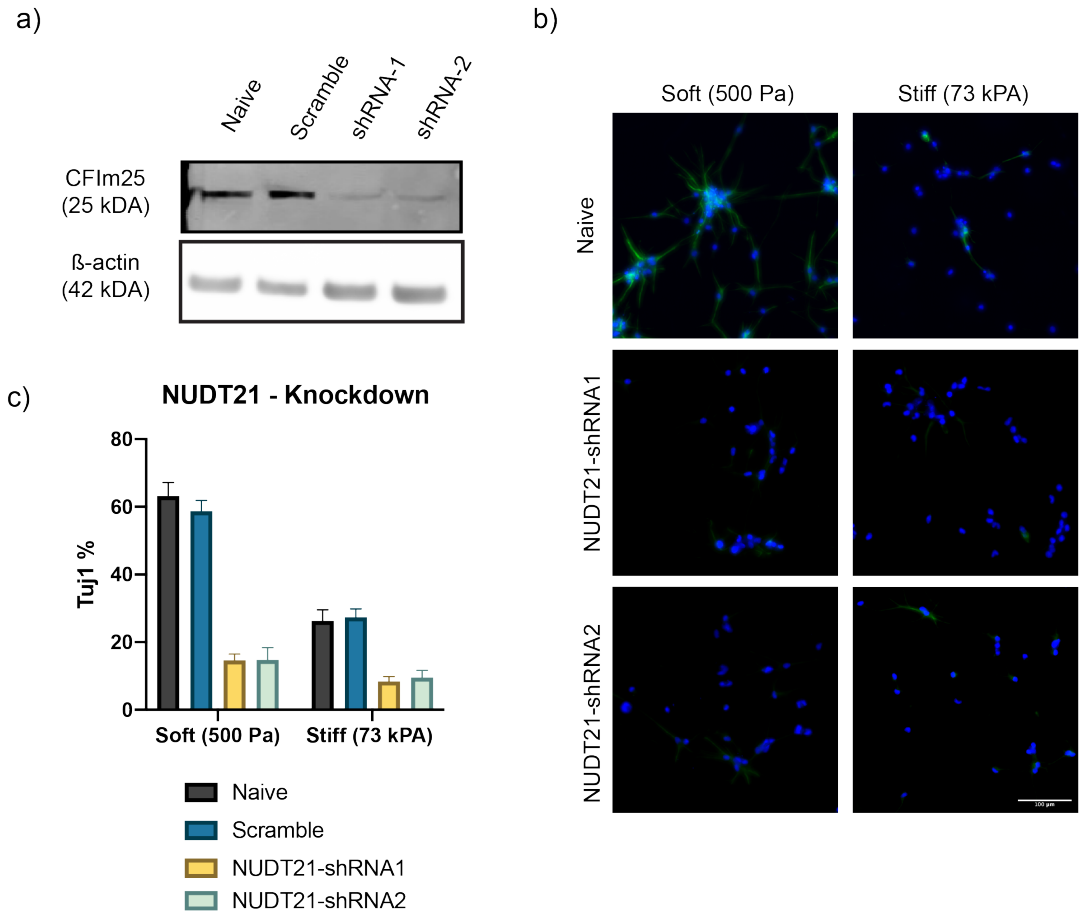 a)
Naive
Scramble
shRNA-1
shRNA-2
CFIm25
(25 kDA)
ß-actin
(42 kDA)
b)
Soft (500 Pa)
Stiff (73 kPA)
Naive
NUDT21-shRNA1
NUDT21-shRNA2
100 µm
c)
NUDT21 - Knockdown
Tuj1 %
80
60
40
20
0
Soft (500 Pa)
Stiff (73 kPA)
Naive
Scramble
NUDT21-shRNA1
NUDT21-shRNA2